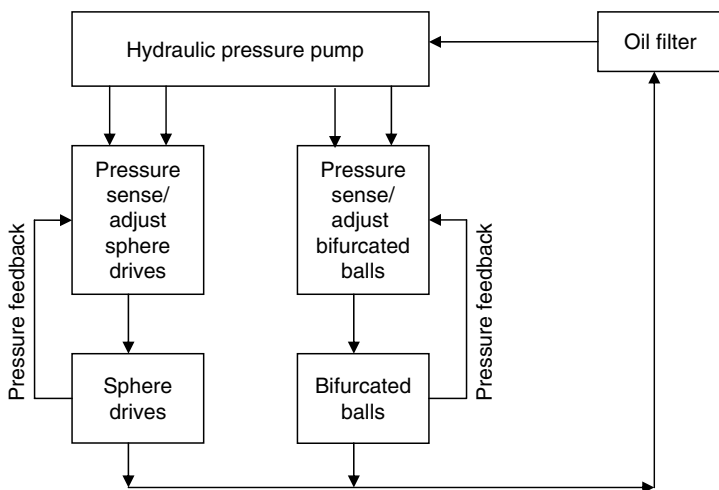 Hydraulic pressure pump
Oil filter
Pressure
sense/
adjust
sphere
drives
Pressure
sense/
adjust
bifurcated
balls
Pressure feedback
Pressure feedback
Sphere
drives
Bifurcated
balls